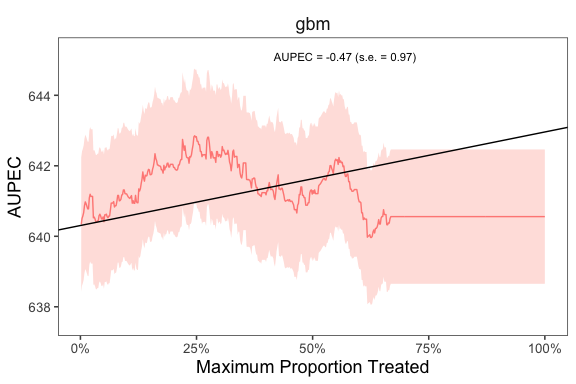 gbm
AUPEC = -0.47 (s.e. = 0.97)
AUPEC
644
642
640
638
0%
25%
50%
75%
100%
Maximum Proportion Treated